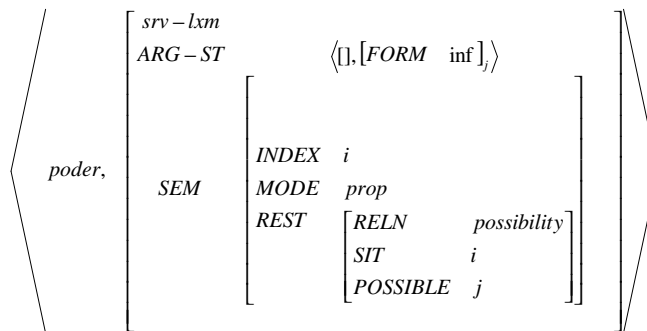 srv – lxm
ARG – ST ⟨[], [FORM inf]j⟩
INDEX i
poder, SEM MODE prop
REST [RELN possibility]
SIT i
POSSIBLE j